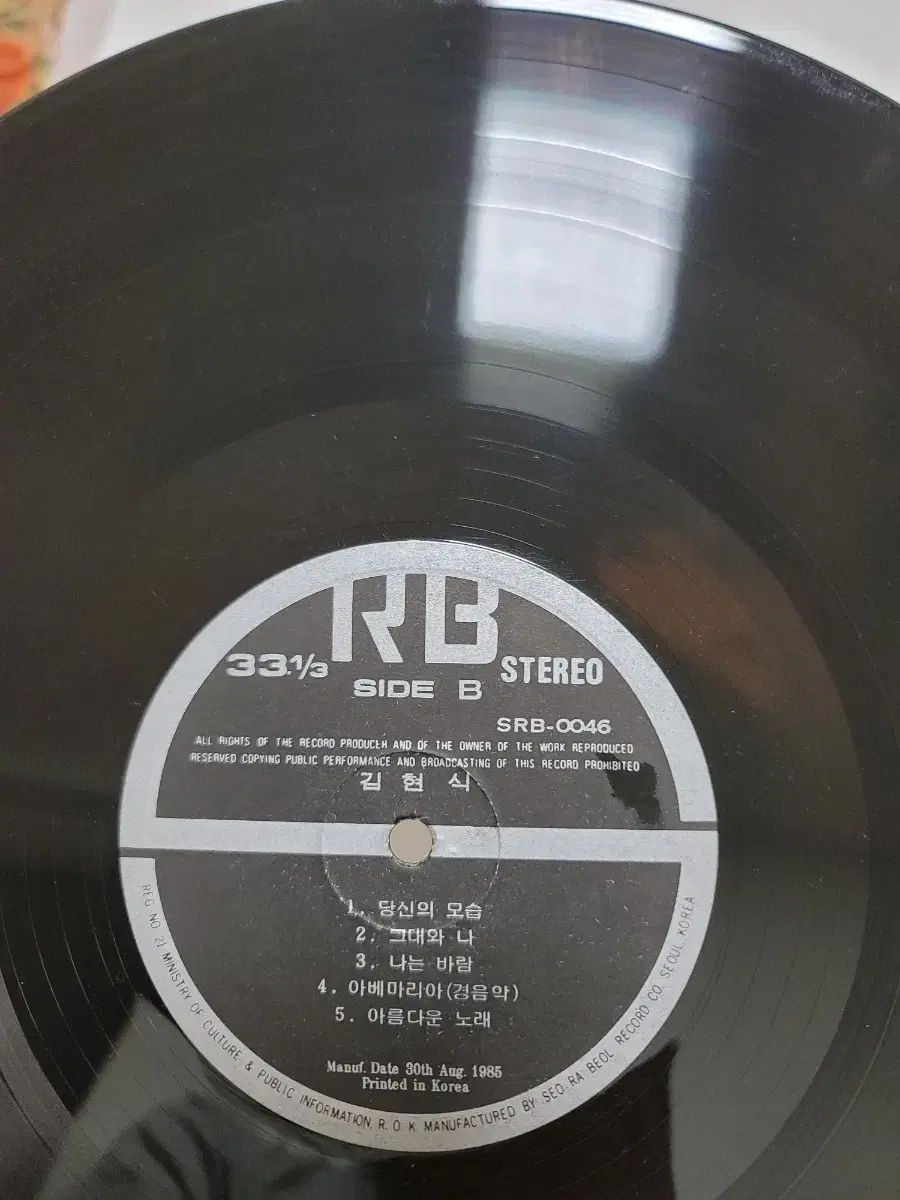 RB
33.1/3
STEREO
SIDE B
SRB-0046
ALL RIGHTS OF THE RECORD PRODUCER AND OF THE OWNER OF THE WORK REPRODUCED
RESERVED COPYING PUBLIC PERFORMANCE AND BROADCASTING OF THIS RECORD PROHIBITED
김 현 식
1. 당신의 모습
2. 그대와 나
3. 나는 바람
4. 아베마리아(경음악)
5. 아름다운 노래
Manuf. Date 30th Aug. 1985
Printed in Korea
REG NO 21 MINISTRY OF CULTURE & PUBLIC INFORMATION, R. O. K. MANUFACTURED BY SEO RA BEOL RECORD CO. SEOUL, KOREA